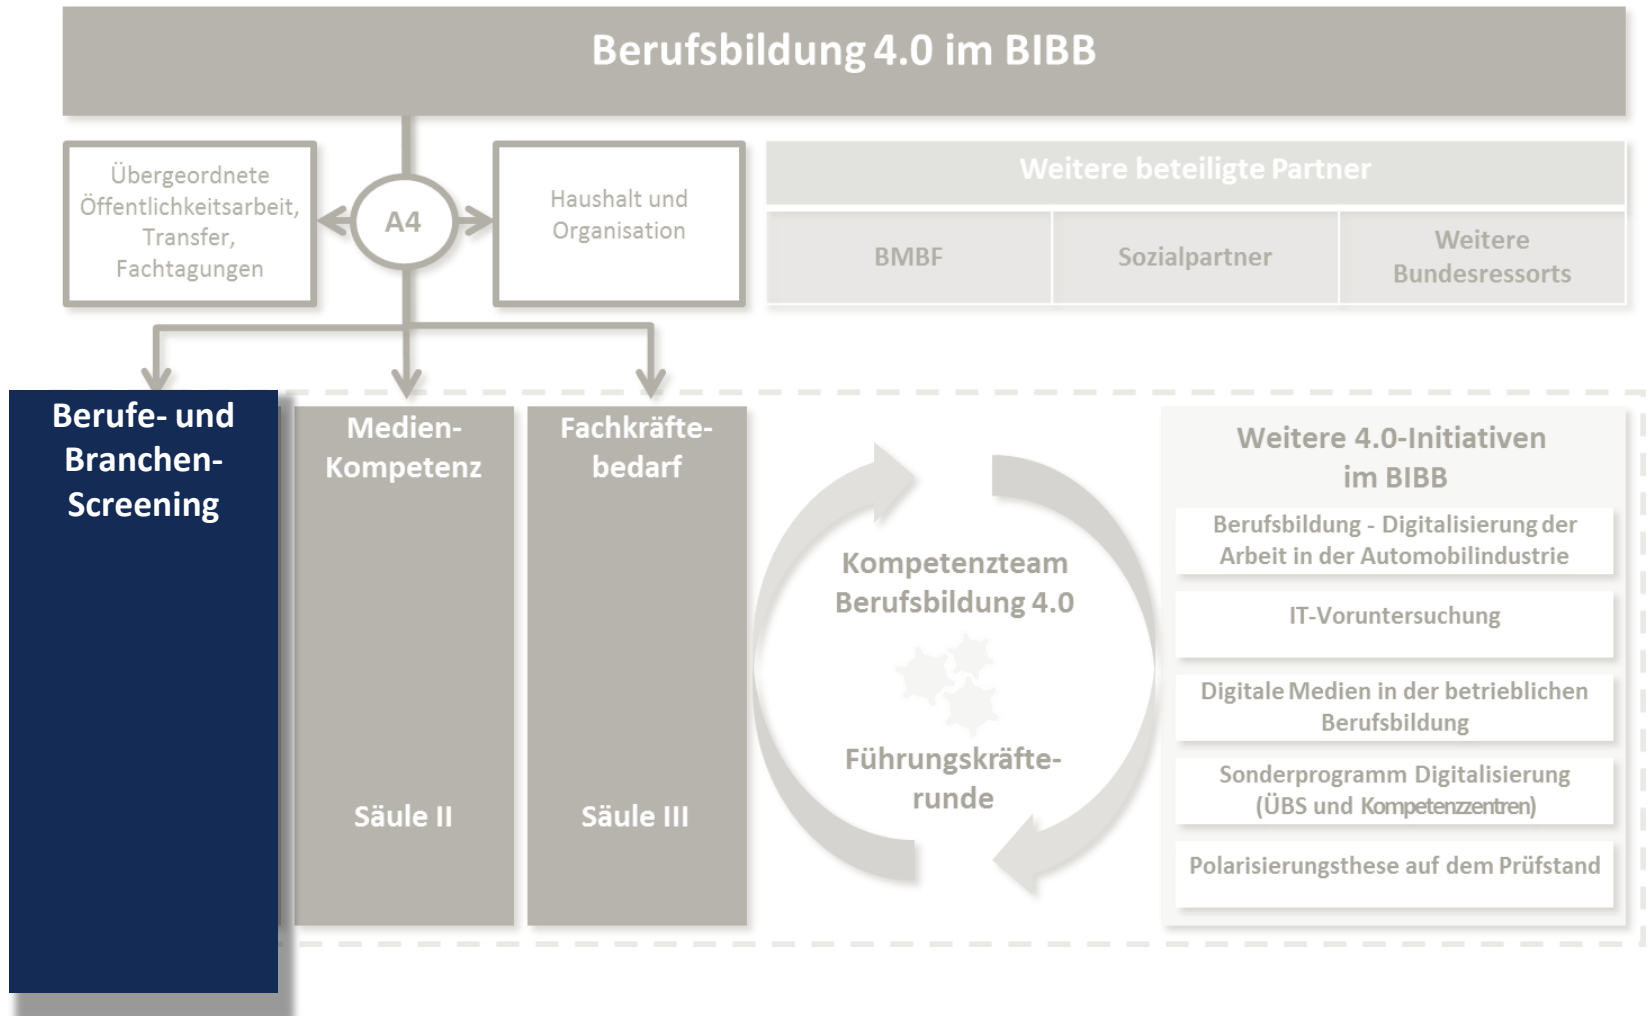 Berufsbildung 4.0 im BIBB
Übergeordnete
Öffentlichkeitsarbeit,
Transfer,
Fachtagungen
A4
Haushalt und
Organisation
Weitere beteiligte Partner
BMBF
Sozialpartner
Weitere
Bundesressorts
Berufe- und
Branchen-
Screening
Medien-
Kompetenz
Säule II
Fachkräfte-
bedarf
Säule III
Kompetenzteam
Berufsbildung 4.0
Führungskräfte-
runde
Weitere 4.0-Initiativen
im BIBB
Berufsbildung - Digitalisierung der
Arbeit in der Automobilindustrie
IT-Voruntersuchung
Digitale Medien in der betrieblichen
Berufsbildung
Sonderprogramm Digitalisierung
(ÜBS und Kompetenzzentren)
Polarisierungsthese auf dem Prüfstand